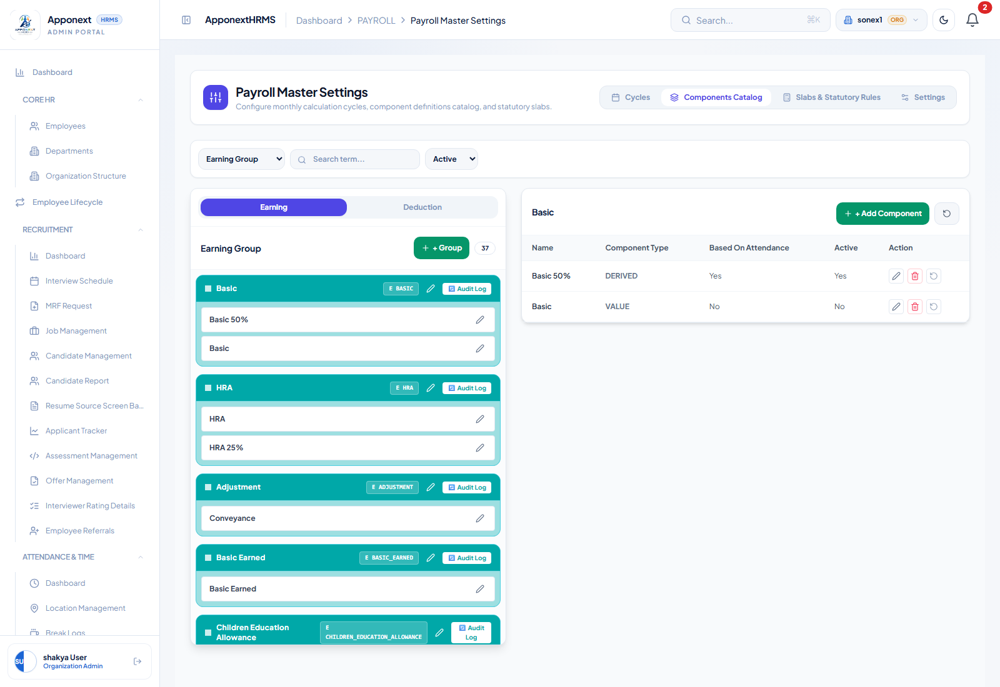 Apponext HRMS
ADMIN PORTAL
Dashboard
CORE HR
Employees
Departments
Organization Structure
Employee Lifecycle
RECRUITMENT
Dashboard
Interview Schedule
MRF Request
Job Management
Candidate Management
Candidate Report
Resume Source Screen Ba...
Applicant Tracker
Assessment Management
Offer Management
Interviewer Rating Details
Employee Referrals
ATTENDANCE & TIME
Dashboard
Location Management
Break Logs
SU
shakya User
Organization Admin
ApponextHRMS
Dashboard > PAYROLL > Payroll Master Settings
Search...
⌘K
sonex1 ORG
2
Payroll Master Settings
Configure monthly calculation cycles, component definitions catalog, and statutory slabs.
Cycles
Components Catalog
Slabs & Statutory Rules
Settings
Earning Group
Search term...
Active
Earning
Deduction
Earning Group
+ Group
37
Basic
E BASIC
Audit Log
Basic 50%
Basic
HRA
E HRA
Audit Log
HRA
HRA 25%
Adjustment
E ADJUSTMENT
Audit Log
Conveyance
Basic Earned
E BASIC_EARNED
Audit Log
Basic Earned
Children Education
Allowance
E
CHILDREN_EDUCATION_ALLOWANCE
Audit
Log
Basic
+ Add Component
Name Component Type Based On Attendance Active Action
Basic 50% DERIVED Yes Yes
Basic VALUE No No